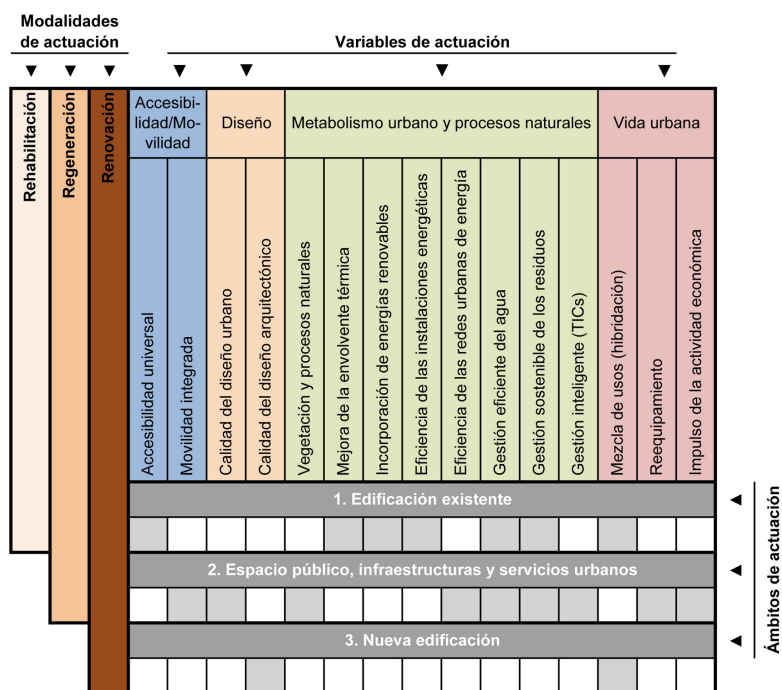 Modalidades
de actuación
Variables de actuación
Rehabilitación
Regeneración
Renovación
Accesibi-
lidad/Mo-
vilidad
Diseño
Metabolismo urbano y procesos naturales
Vida urbana
Accesibilidad universal
Movilidad integrada
Calidad del diseño urbano
Calidad del diseño arquitectónico
Vegetación y procesos naturales
Mejora de la envolvente térmica
Incorporación de energías renovables
Eficiencia de las instalaciones energéticas
Eficiencia de las redes urbanas de energía
Gestión eficiente del agua
Gestión sostenible de los residuos
Gestión inteligente (TICs)
Mezcla de usos (hibridación)
Reequipamiento
Impulso de la actividad económica
1. Edificación existente
2. Espacio público, infraestructuras y servicios urbanos
3. Nueva edificación
Ámbitos de actuación